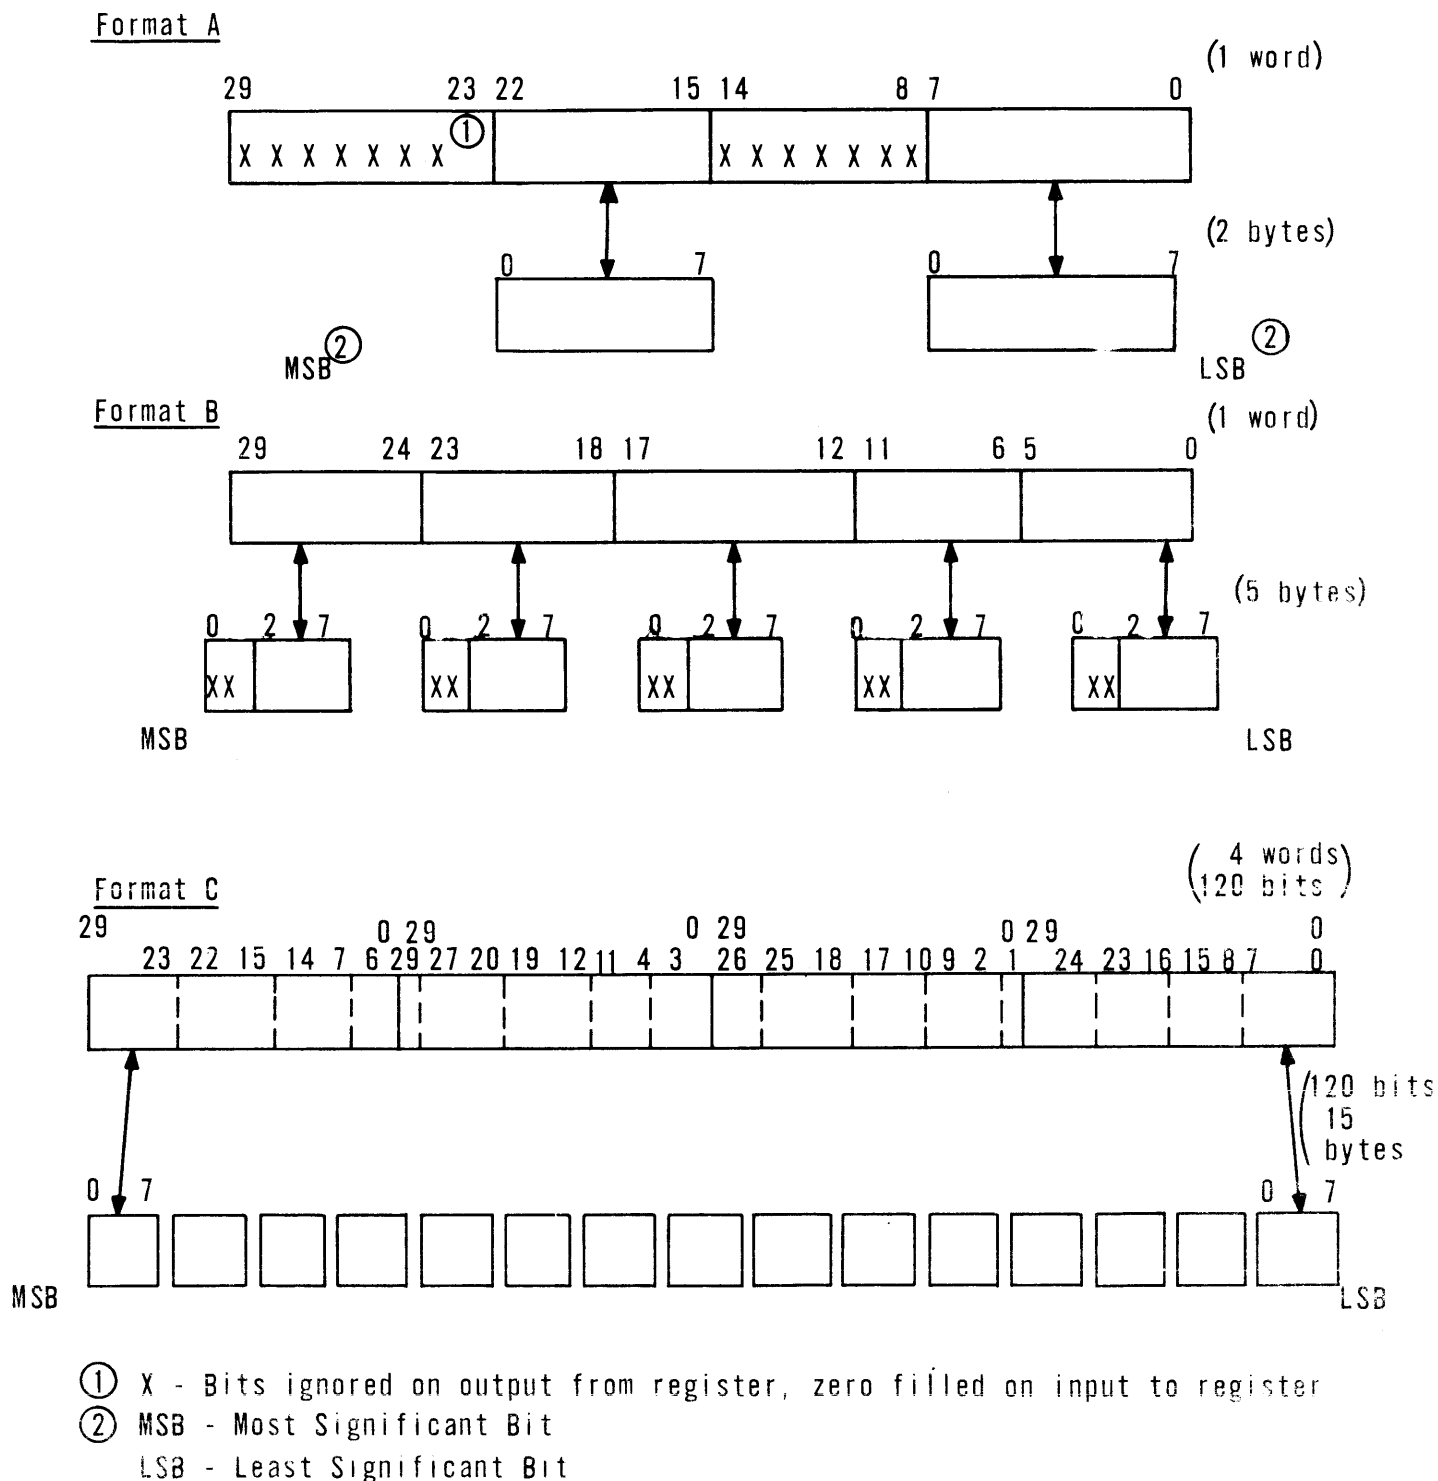 Format A
(1 word)
29 23 22 15 14 8 7 0
①
X X X X X X X X X X X X X X
(2 bytes)
0 7 0 7
MSB ② LSB ②
Format B
(1 word)
29 24 23 18 17 12 11 6 5 0
(5 bytes)
0 2 7 0 2 7 0 2 7 0 2 7 0 2 7
XX XX XX XX XX
MSB LSB
(4 words)
Format C
(120 bits)
29 0 29 0 29 0 29 0
23 22 15 14 7 6 29 27 20 19 12 11 4 3 26 25 18 17 10 9 2 1 24 23 16 15 8 7 0
(120 bits
15
bytes
0 7 0 7
MSB LSB
① X - Bits ignored on output from register, zero filled on input to register
② MSB - Most Significant Bit
LSB - Least Significant Bit